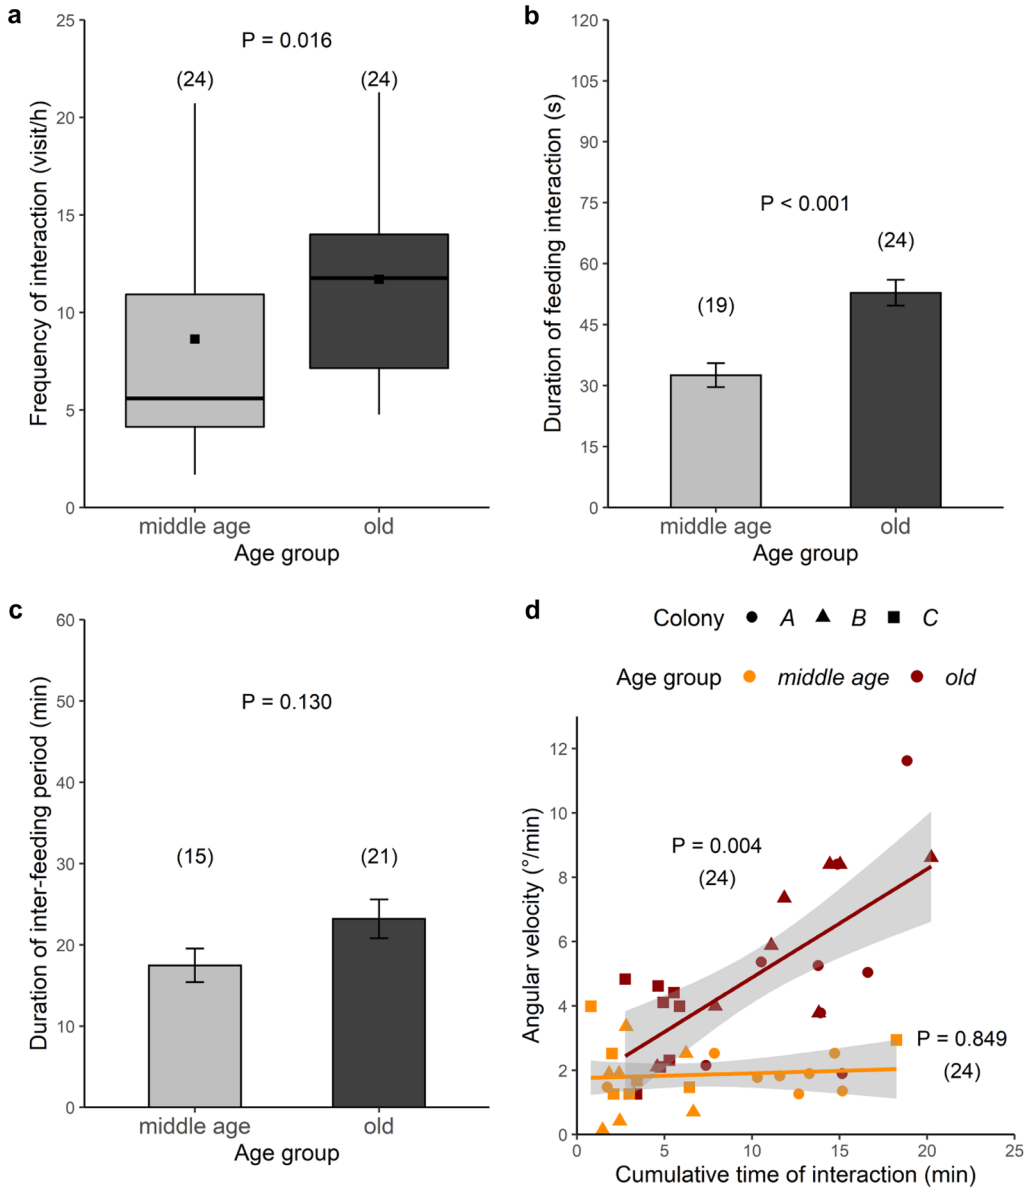 a
Frequency of interaction (visit/h)
25
20
15
10
5
0
P = 0.016
(24)
(24)
middle age
old
Age group
b
Duration of feeding interaction (s)
120
105
90
75
60
45
30
15
0
P < 0.001
(19)
(24)
middle age
old
Age group
c
Duration of inter-feeding period (min)
60
50
40
30
20
10
0
P = 0.130
(15)
(21)
middle age
old
Age group
d
Colony A B C
Age group middle age old
Angular velocity (°/min)
12
10
8
6
4
2
0
P = 0.004
(24)
P = 0.849
(24)
0 5 10 15 20 25
Cumulative time of interaction (min)